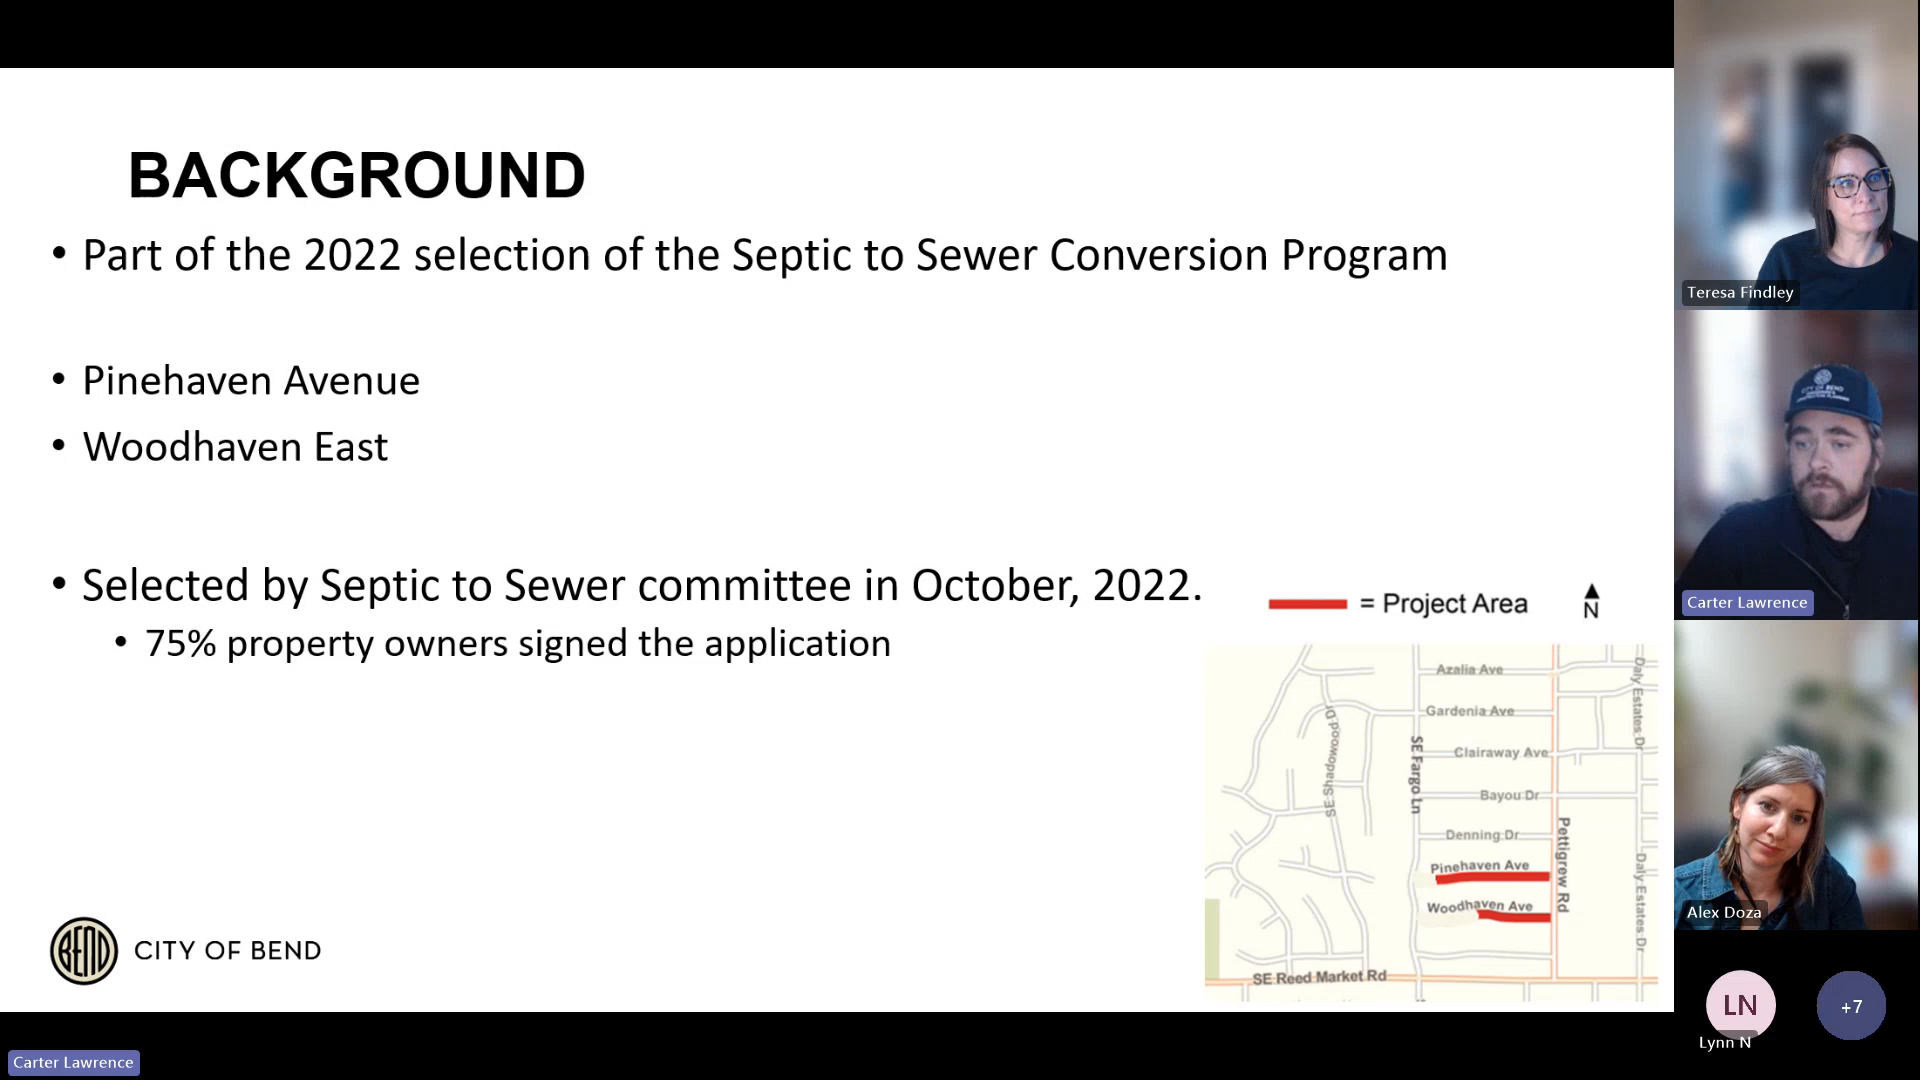 BACKGROUND
• Part of the 2022 selection of the Septic to Sewer Conversion Program
• Pinehaven Avenue
• Woodhaven East
• Selected by Septic to Sewer committee in October, 2022.
• 75% property owners signed the application
= Project Area
N
Azalia Ave
Gardenia Ave
Clairaway Ave
Bayou Dr
Denning Dr
Pinehaven Ave
Woodhaven Ave
SE Reed Market Rd
SE Shadowood Dr
SE Fargo Ln
Pettigrew Rd
Daly Estates Dr
Daly Estates Dr
BEND
CITY OF BEND
Teresa Findley
CITY OF BEND
Carter Lawrence
Alex Doza
LN
Lynn N
+7
Carter Lawrence